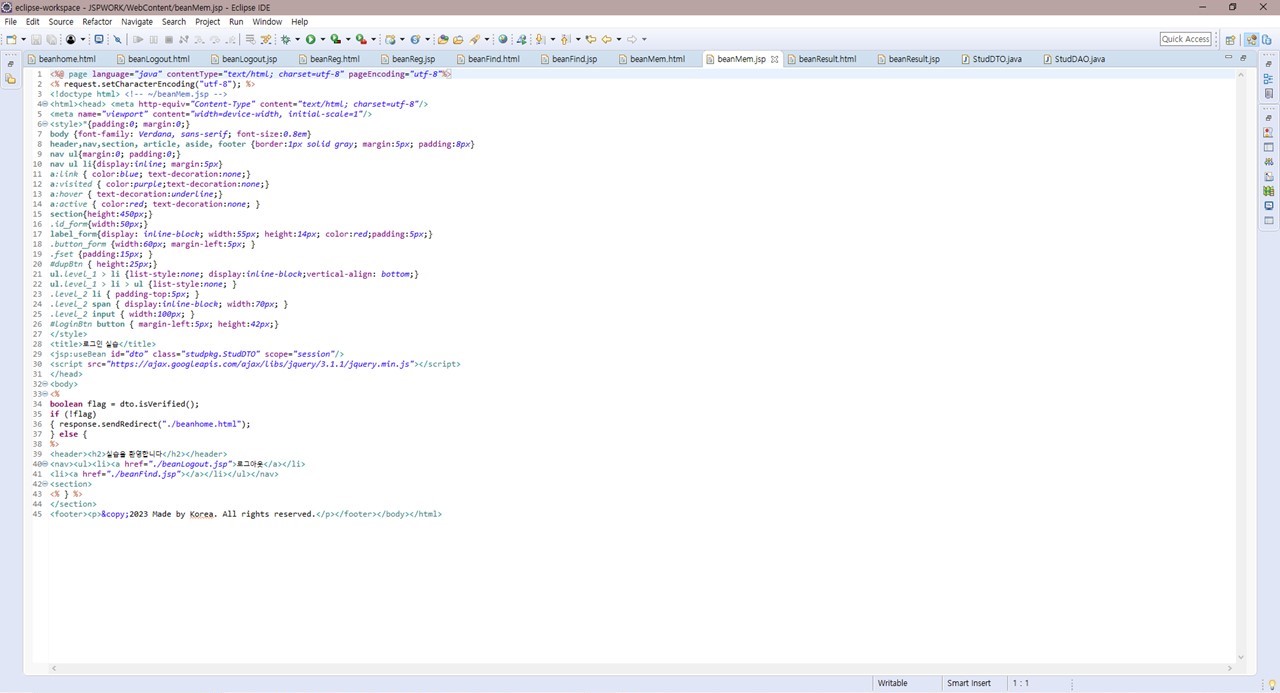 eclipse-workspace - JSPWORK/WebContent/beanMem.jsp - Eclipse IDE
File Edit Source Refactor Navigate Search Project Run Window Help
Quick Access
beanhome.html beanLogout.html beanLogout.jsp beanReg.html beanReg.jsp beanFind.html beanFind.jsp beanMem.html beanMem.jsp beanResult.html beanResult.jsp StudDTO.java StudDAO.java
1 <%@ page language="java" contentType="text/html; charset=utf-8" pageEncoding="utf-8"%>
2 <% request.setCharacterEncoding("utf-8"); %>
3 <!doctype html> <!-- ~/beanMem.jsp -->
4 <html><head> <meta http-equiv="Content-Type" content="text/html; charset=utf-8"/>
5 <meta name="viewport" content="width=device-width, initial-scale=1"/>
6 <style>*{padding:0; margin:0;}
7 body {font-family: Verdana, sans-serif; font-size:0.8em}
8 header,nav,section, article, aside, footer {border:1px solid gray; margin:5px; padding:8px}
9 nav ul{margin:0; padding:0;}
10 nav ul li{display:inline; margin:5px}
11 a:link { color:blue; text-decoration:none;}
12 a:visited { color:purple;text-decoration:none;}
13 a:hover { text-decoration:underline;}
14 a:active { color:red; text-decoration:none; }
15 section{height:450px;}
16 .id_form{width:50px;}
17 label_form{display: inline-block; width:55px; height:14px; color:red;padding:5px;}
18 .button_form {width:60px; margin-left:5px; }
19 .fset {padding:15px; }
20 #dupBtn { height:25px;}
21 ul.level_1 > li {list-style:none; display:inline-block;vertical-align: bottom;}
22 ul.level_1 > li > ul {list-style:none; }
23 .level_2 li { padding-top:5px; }
24 .level_2 span { display:inline-block; width:70px; }
25 .level_2 input { width:100px; }
26 #loginBtn button { margin-left:5px; height:42px;}
27 </style>
28 <title>로그인 실습</title>
29 <jsp:useBean id="dto" class="studpkg.StudDTO" scope="session"/>
30 <script src="https://ajax.googleapis.com/ajax/libs/jquery/3.1.1/jquery.min.js"></script>
31 </head>
32 <body>
33 <%
34 boolean flag = dto.isVerified();
35 if (!flag)
36 { response.sendRedirect("./beanhome.html");
37 } else {
38 %>
39 <header><h2>실습을 환영합니다</h2></header>
40 <nav><ul><li><a href="./beanLogout.jsp">로그아웃</a></li>
41 <li><a href="./beanFind.jsp"></a></li></ul></nav>
42 <section>
43 <% } %>
44 </section>
45 <footer><p>&copy;2023 Made by Korea. All rights reserved.</p></footer></body></html>
Writable Smart Insert 1 : 1